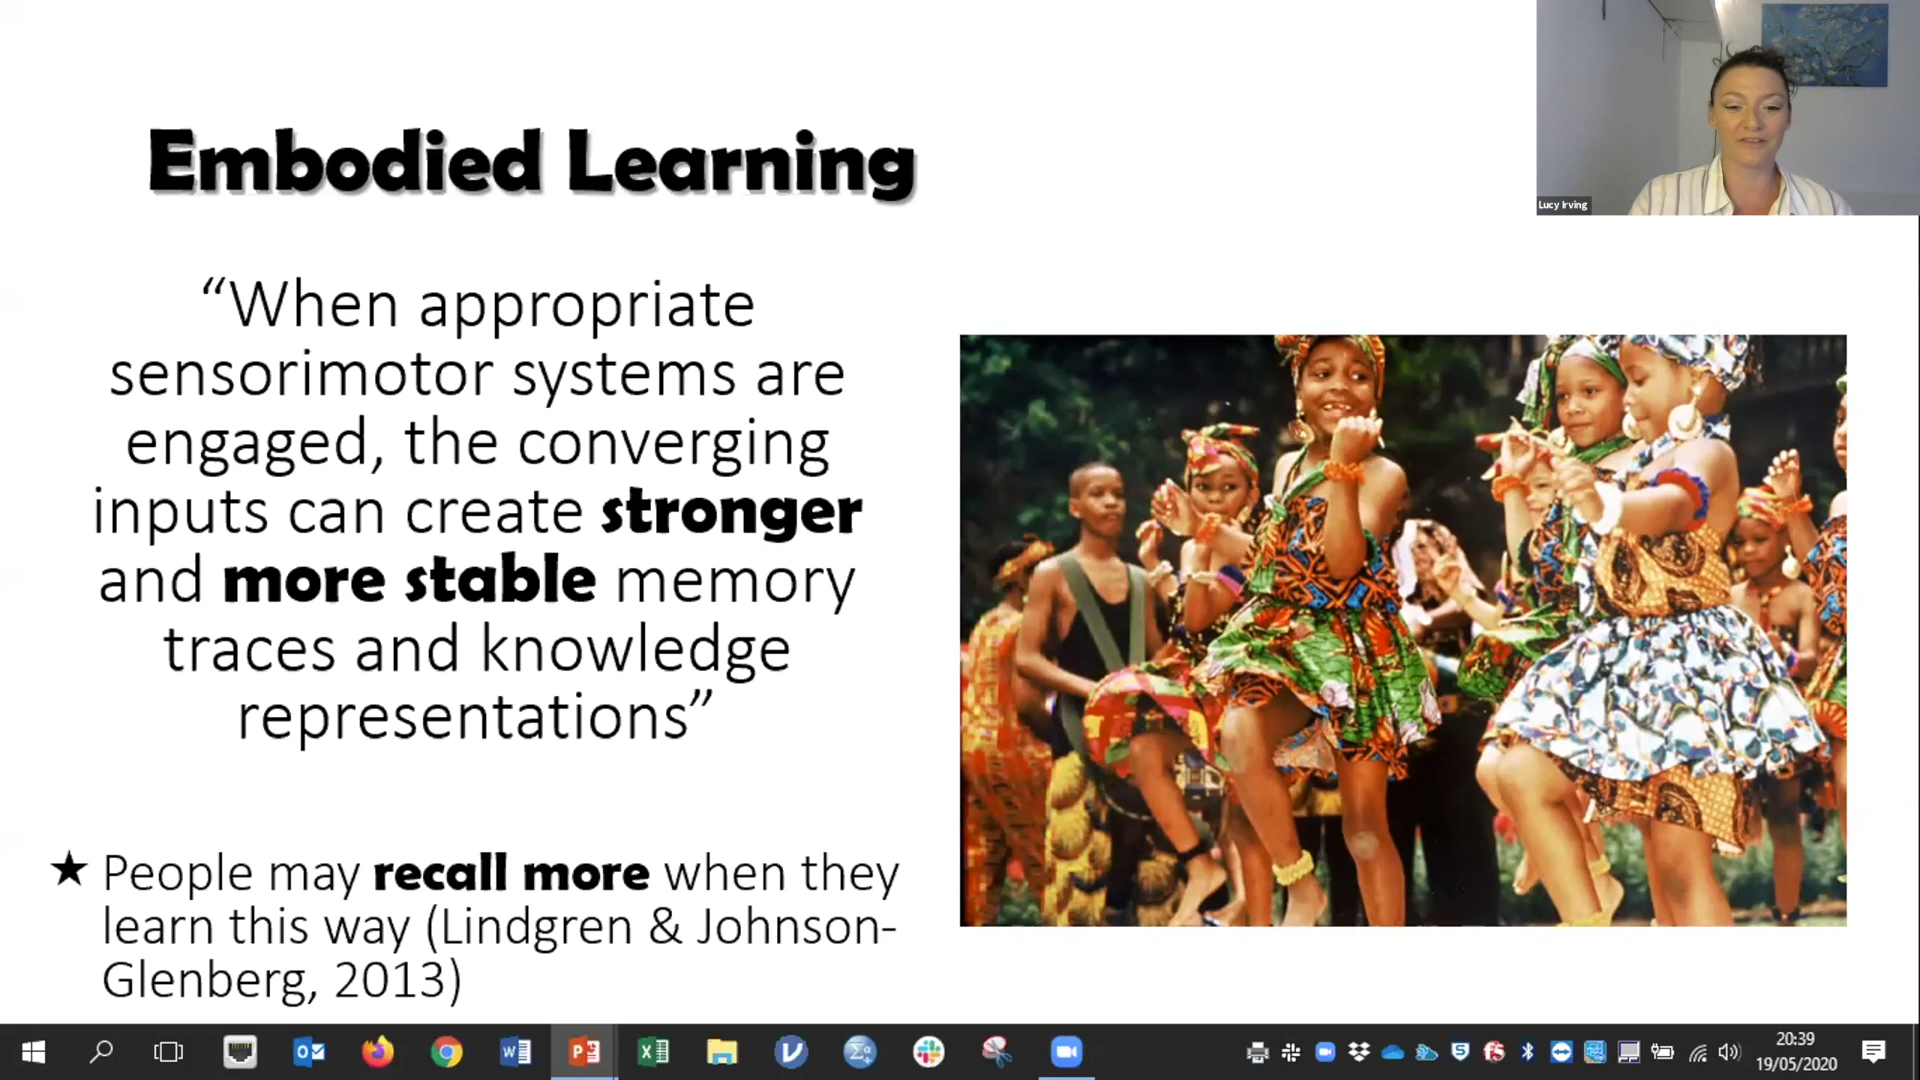 Lucy Irving
Embodied Learning
“When appropriate
sensorimotor systems are
engaged, the converging
inputs can create stronger
and more stable memory
traces and knowledge
representations”
★ People may recall more when they
learn this way (Lindgren & Johnson-
Glenberg, 2013)
20:39
19/05/2020